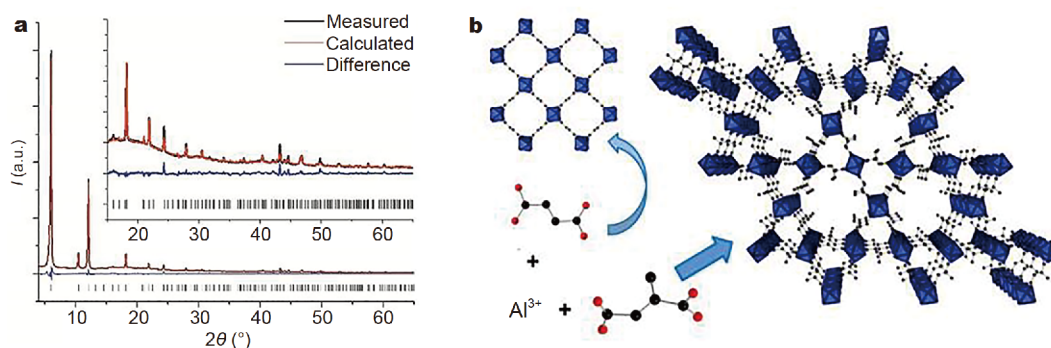 a
Measured
Calculated
Difference
I (a.u.)
20 30 40 50 60
10 20 30 40 50 60
2θ (°)
b
+
Al³⁺ +